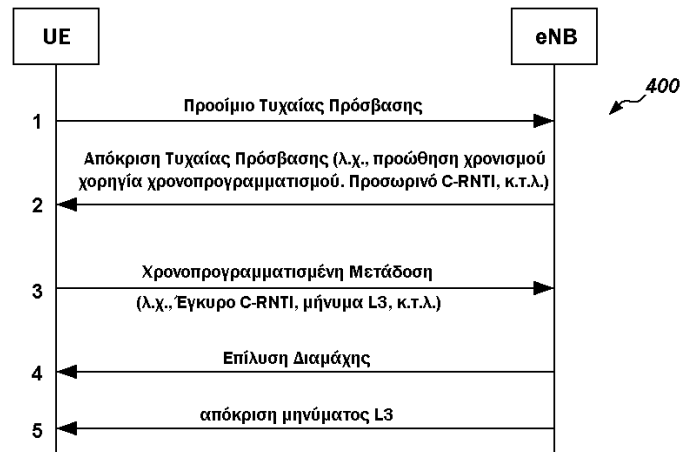 UE
eNB
400
1
Προοίμιο Τυχαίας Πρόσβασης
Απόκριση Τυχαίας Πρόσβασης (λ.χ., προώθηση χρονισμού
χορηγία χρονοπρογραμματισμού. Προσωρινό C-RNTI, κ.τ.λ.)
2
Χρονοπρογραμματισμένη Μετάδοση
3
(λ.χ., Έγκυρο C-RNTI, μήνυμα L3, κ.τ.λ.)
Επίλυση Διαμάχης
4
απόκριση μηνύματος L3
5